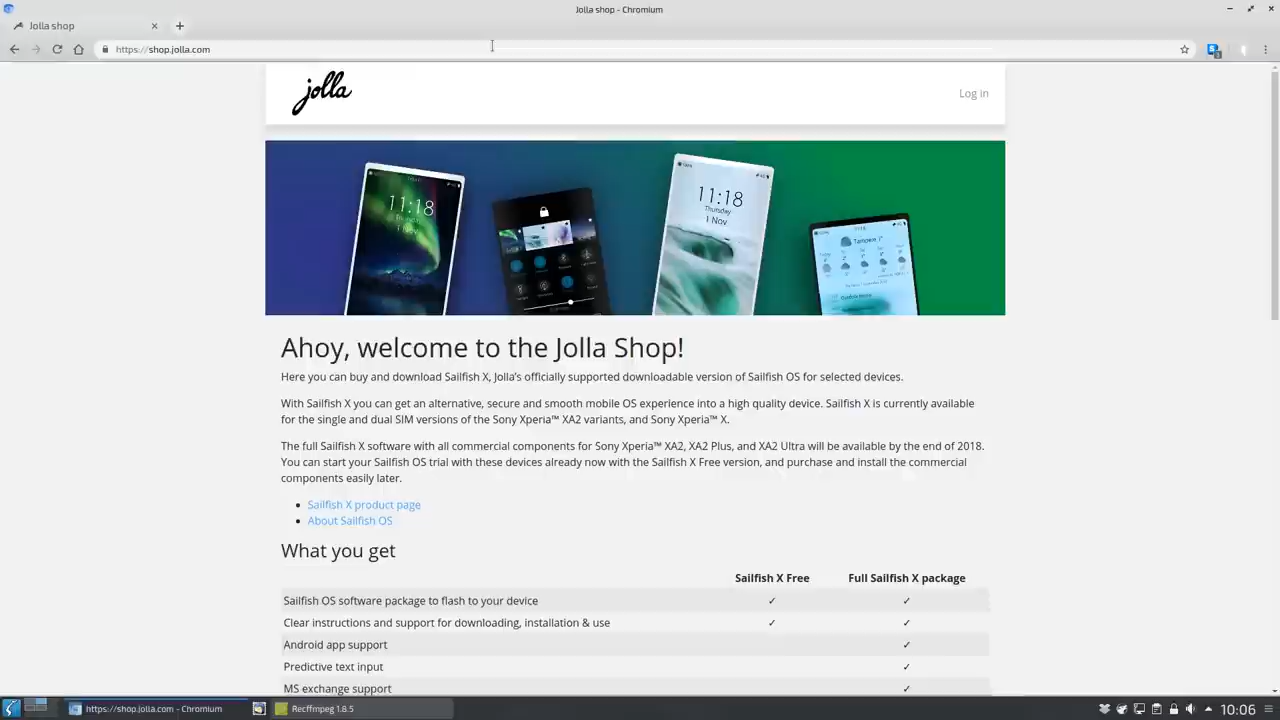 Jolla shop - Chromium
Jolla shop
https://shop.jolla.com
jolla
Log in
11:18
11:18
Thursday
1 Nov
Ahoy, welcome to the Jolla Shop!
Here you can buy and download Sailfish X, Jolla's officially supported downloadable version of Sailfish OS for selected devices.
With Sailfish X you can get an alternative, secure and smooth mobile OS experience into a high quality device. Sailfish X is currently available
for the single and dual SIM versions of the Sony Xperia™ XA2 variants, and Sony Xperia™ X.
The full Sailfish X software with all commercial components for Sony Xperia™ XA2, XA2 Plus, and XA2 Ultra will be available by the end of 2018.
You can start your Sailfish OS trial with these devices already now with the Sailfish X Free version, and purchase and install the commercial
components easily later.
• Sailfish X product page
• About Sailfish OS
What you get
Sailfish X Free Full Sailfish X package
Sailfish OS software package to flash to your device ✓ ✓
Clear instructions and support for downloading, installation & use ✓ ✓
Android app support ✓
Predictive text input ✓
MS exchange support ✓
https://shop.jolla.com - Chromium
Recffmpeg 1.8.5
10:06